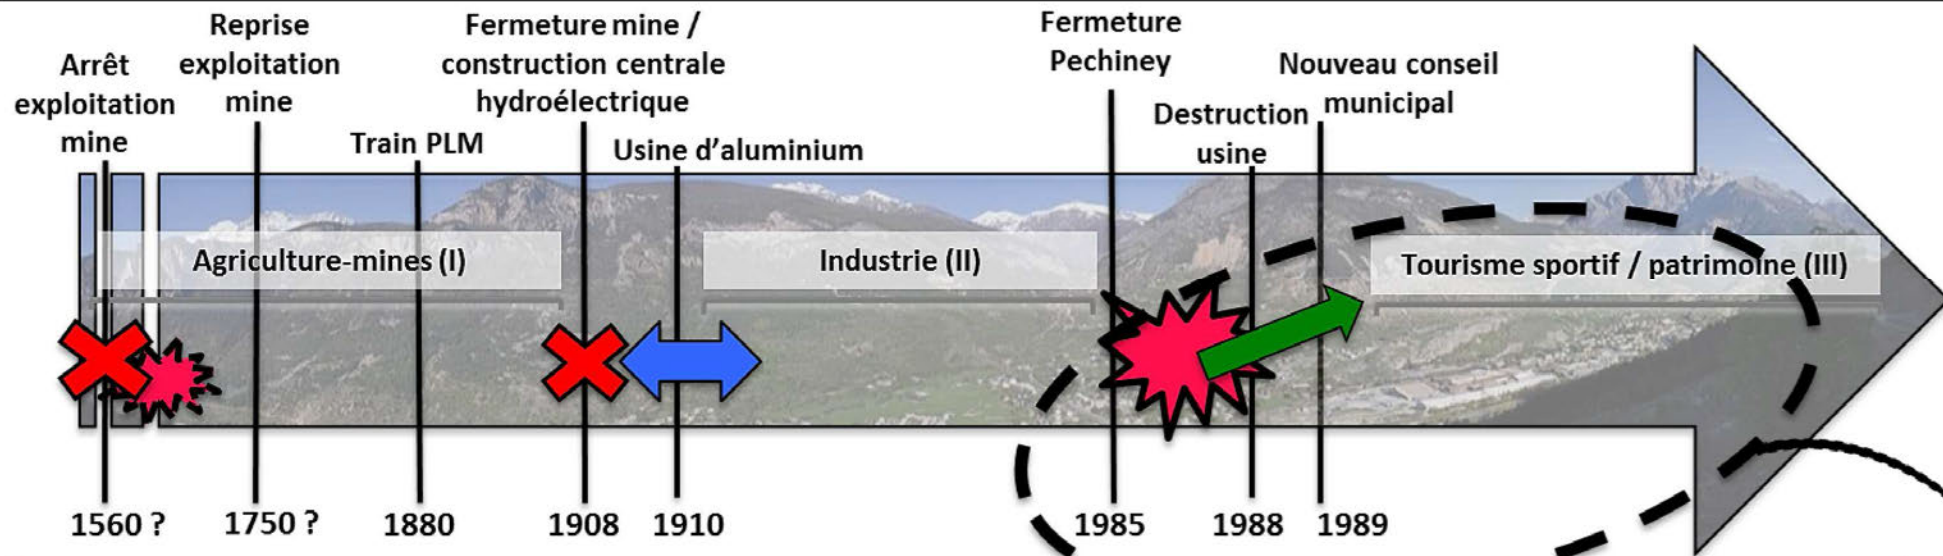 Arrêt
exploitation
mine
Reprise
exploitation
mine
Train PLM
Fermeture mine /
construction centrale
hydroélectrique
Usine d’aluminium
Fermeture
Pechiney
Destruction
usine
Nouveau conseil
municipal
Agriculture-mines (I)
Industrie (II)
Tourisme sportif / patrimoine (III)
1560 ?
1750 ?
1880
1908
1910
1985
1988
1989